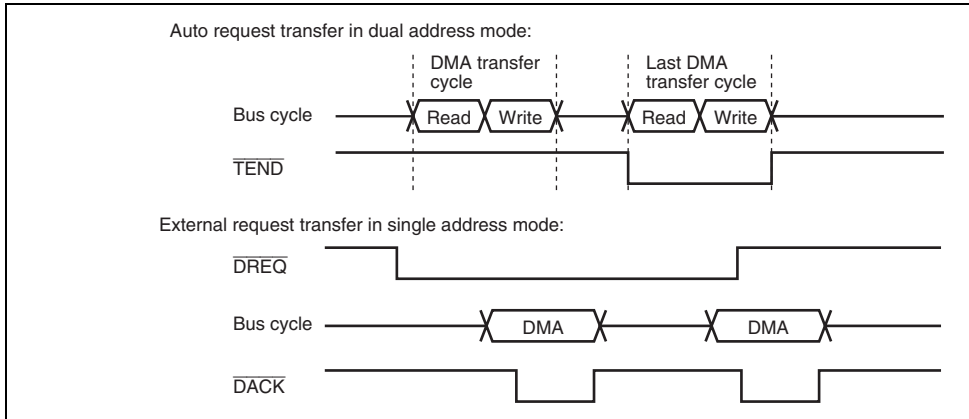 Auto request transfer in dual address mode:
DMA transfer
cycle
Last DMA
transfer cycle
Bus cycle
Read
Write
Read
Write
TEND
External request transfer in single address mode:
DREQ
Bus cycle
DMA
DMA
DACK